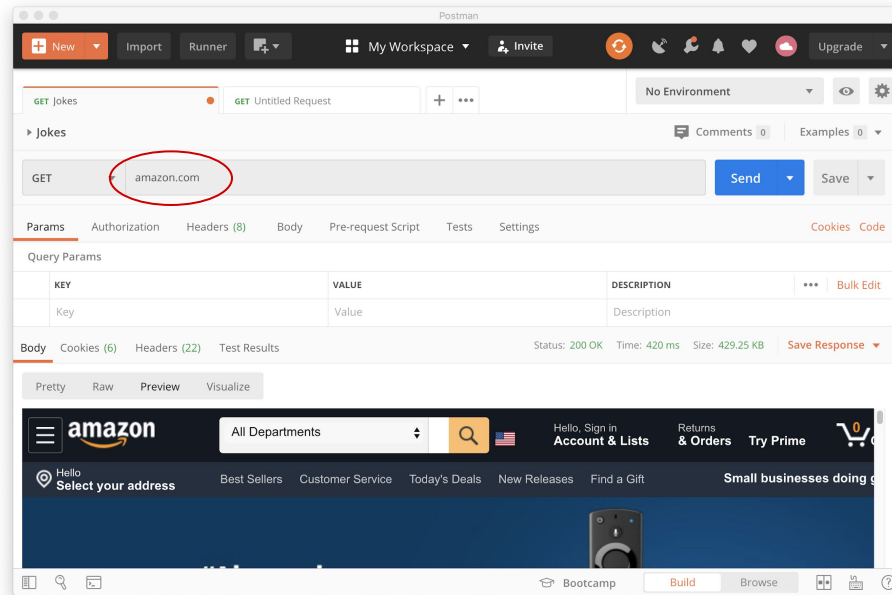 Postman
New Import Runner My Workspace Invite Upgrade
GET Jokes GET Untitled Request No Environment
Jokes Comments 0 Examples 0
GET amazon.com Send Save
Params Authorization Headers (8) Body Pre-request Script Tests Settings Cookies Code
Query Params
KEY VALUE DESCRIPTION Bulk Edit
Key Value Description
Body Cookies (6) Headers (22) Test Results Status: 200 OK Time: 420 ms Size: 429.25 KB Save Response
Pretty Raw Preview Visualize
amazon All Departments Hello, Sign in Returns 0
Account & Lists & Orders Try Prime
Hello
Select your address Best Sellers Customer Service Today's Deals New Releases Find a Gift Small businesses doing
Bootcamp Build Browse